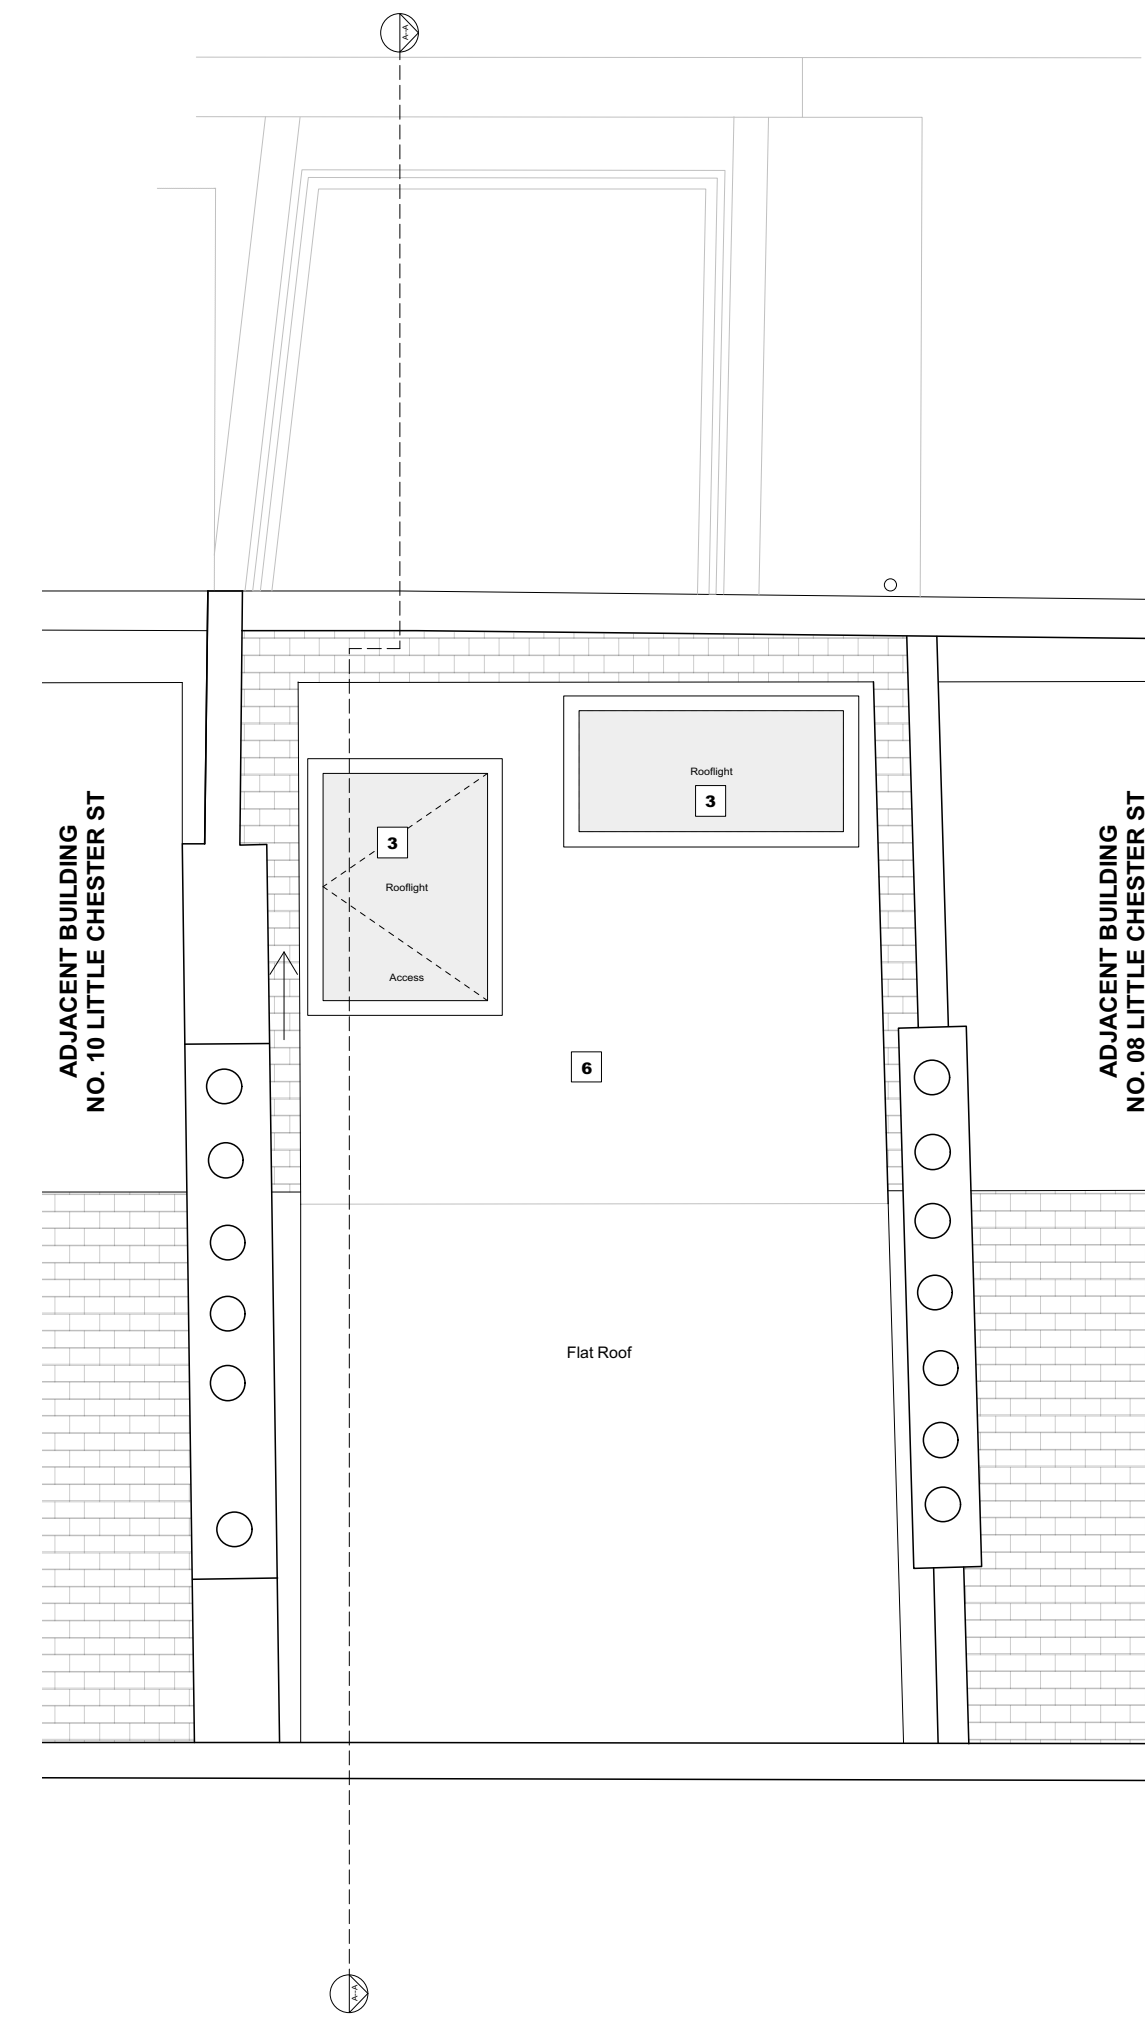 A--A
Rooflight
3
3
Rooflight
Access
ADJACENT BUILDING
NO. 10 LITTLE CHESTER ST
ADJACENT BUILDING
NO. 08 LITTLE CHESTER ST
6
Flat Roof
A--A